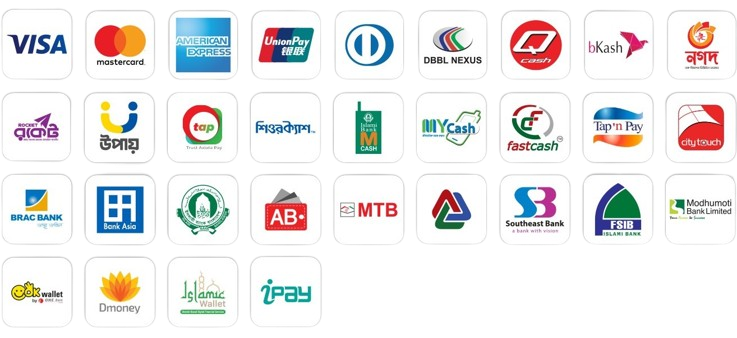 VISA
mastercard.
AMERICAN
EXPRESS
UnionPay
银联
DBBL NEXUS
Q
cash
bKash
নগদ
ROCKET
রকেট
উপায়
tap
Trust Axiata Pay
শিওরক্যাশ
Islami
Bank
M
CASH
MYCash
fastcash
Tap'n Pay
citytouch
BRAC BANK
Bank Asia
AB
MTB
Southeast Bank
a bank with vision
FSIB
ISLAMI BANK
Modhumoti
Bank Limited
OK wallet
by
Dmoney
Islamic
Wallet
iPay